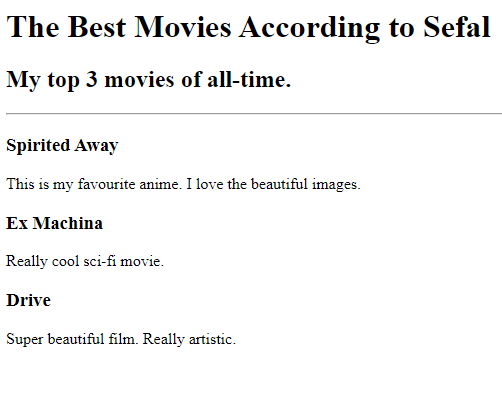 The Best Movies According to Sefal
My top 3 movies of all-time.
Spirited Away
This is my favourite anime. I love the beautiful images.
Ex Machina
Really cool sci-fi movie.
Drive
Super beautiful film. Really artistic.